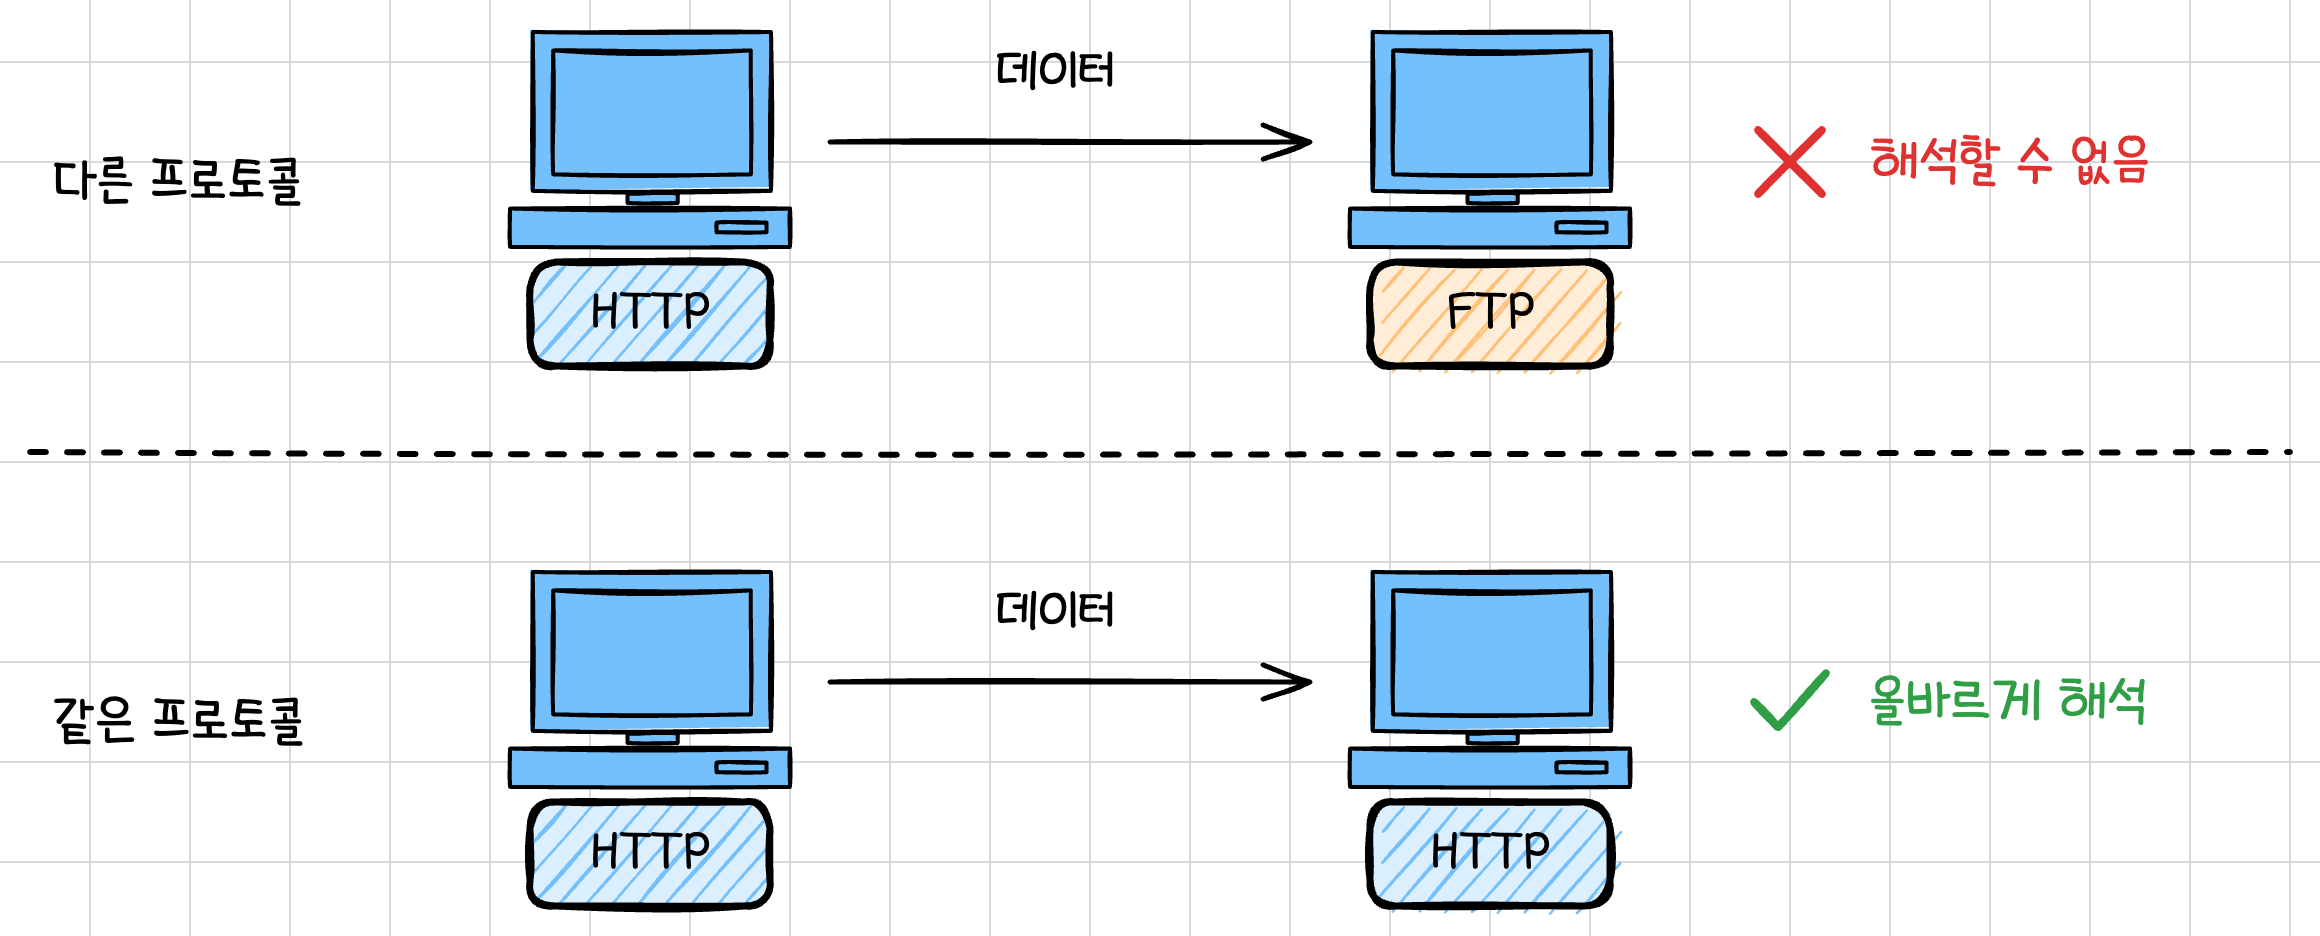 데이터
다른 프로토콜
해석할 수 없음
HTTP
FTP
데이터
같은 프로토콜
올바르게 해석
HTTP
HTTP